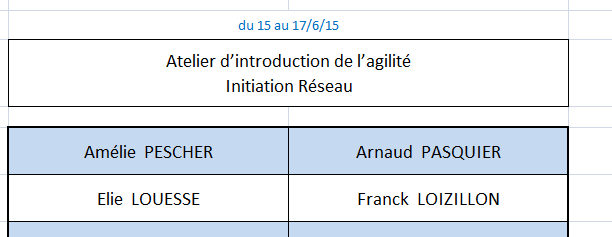 du 15 au 17/6/15
Atelier d'introduction de l'agilité
Initiation Réseau
Amélie PESCHER Arnaud PASQUIER
Elie LOUESSE Franck LOIZILLON